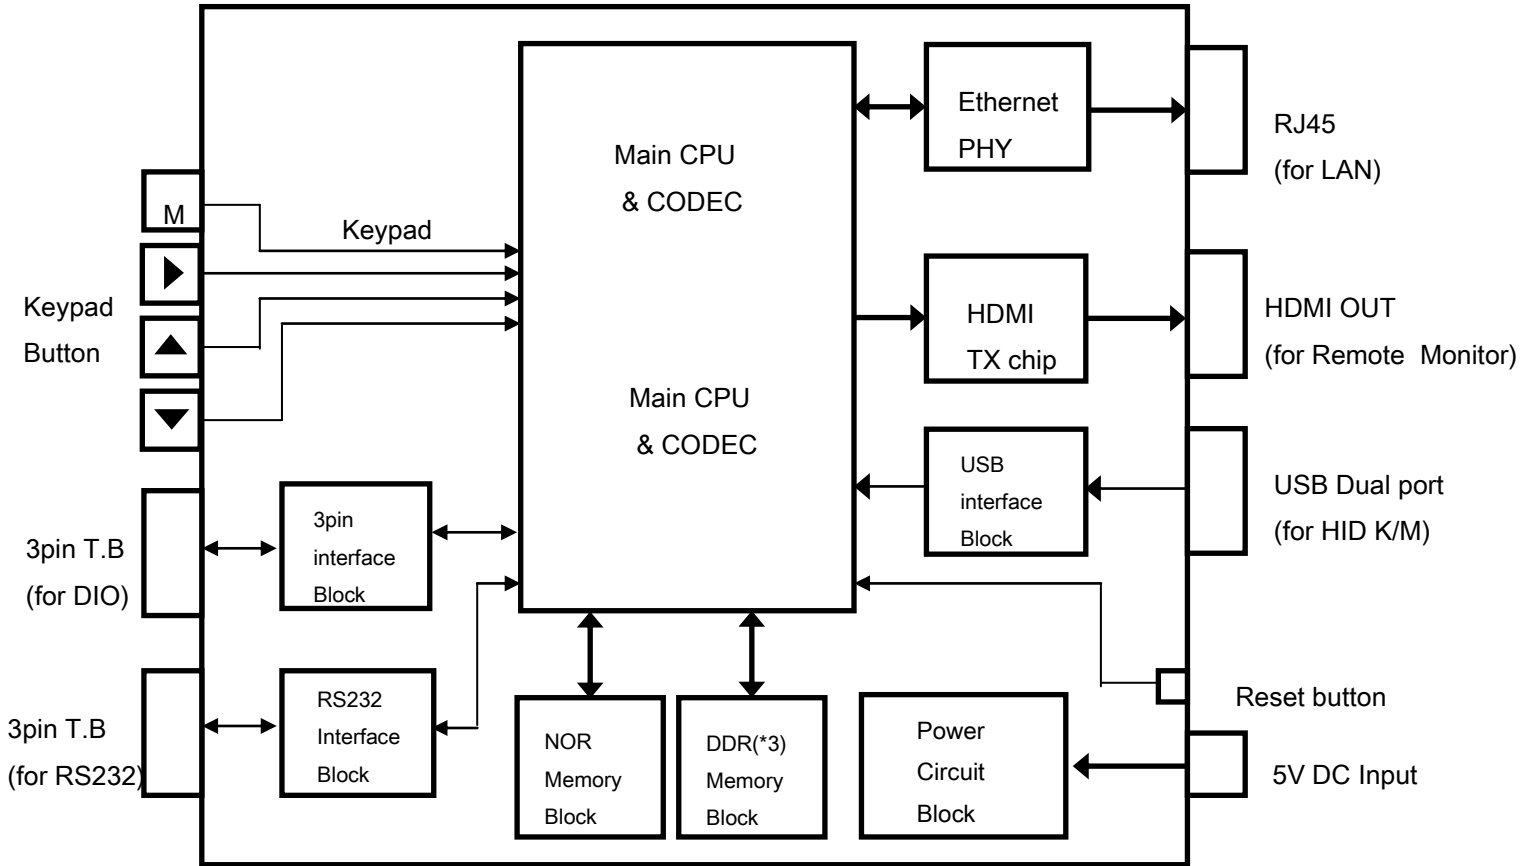 Ethernet
PHY
RJ45
(for LAN)
Main CPU
& CODEC
M
Keypad
Keypad
Button
HDMI
TX chip
HDMI OUT
(for Remote Monitor)
Main CPU
& CODEC
USB
interface
Block
USB Dual port
(for HID K/M)
3pin T.B
(for DIO)
3pin
interface
Block
3pin T.B
(for RS232)
RS232
Interface
Block
NOR
Memory
Block
DDR(*3)
Memory
Block
Power
Circuit
Block
Reset button
5V DC Input